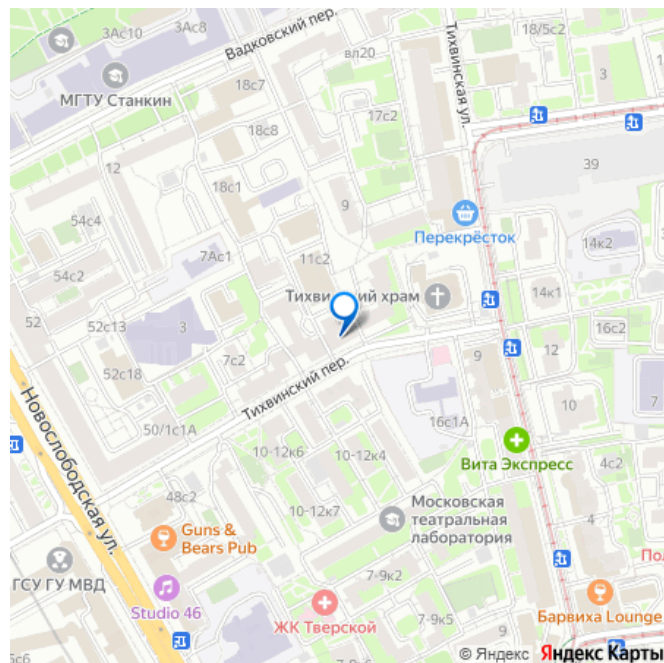 3Ас10
3Ас8
Вадковский пер.
вл20
Тихвинская ул.
18/5с2
3
МГТУ Станкин
18с7
17с2
18с8
39
12
18с1
9
Перекрёсток
54с4
7Ас1
11с2
14к2
54с2
Тихвинский храм
14к1
52
52с13
3
16с2
7с2
Тихвинский пер.
9
12
52с18
7
Новослободская ул.
50/1с1А
16с1А
10
10-12к6
10-12к4
Вита Экспресс
4с2
48с2
10-12к7
Московская
театральная
лаборатория
4
Guns &
Bears Pub
ГСУ ГУ МВД
7-9к2
Пол
Studio 46
ЖК Тверской
7-9к5
Барвиха Lounge
© Яндекс Яндекс Карты